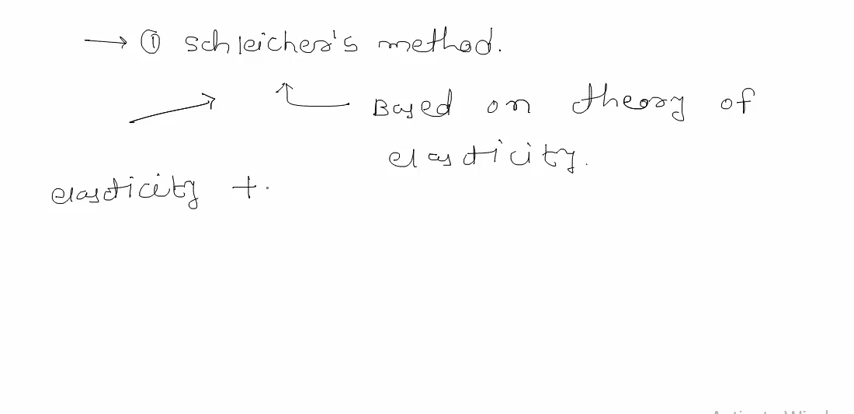 → ① Schleicher's method.
Based on theory of
elasticity.
elasticity +.